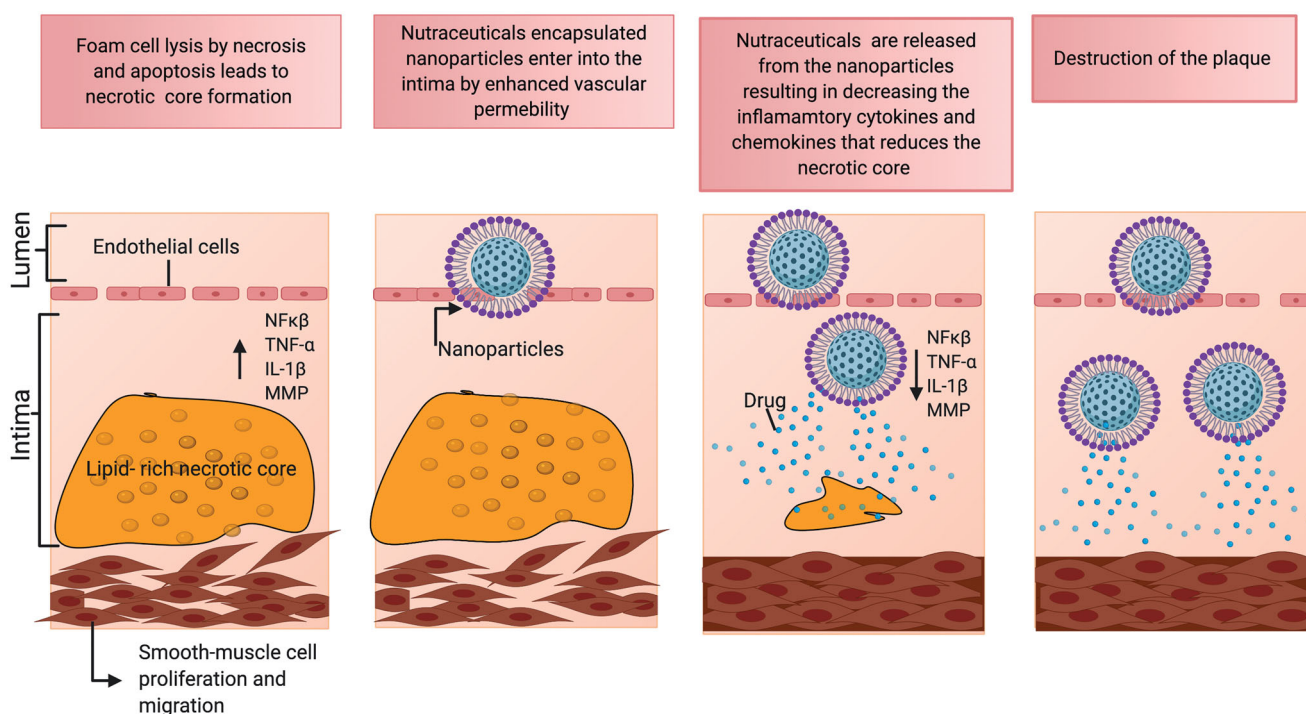 Foam cell lysis by necrosis
and apoptosis leads to
necrotic core formation
Nutraceuticals encapsulated
nanoparticles enter into the
intima by enhanced vascular
permebility
Nutraceuticals are released
from the nanoparticles
resulting in decreasing the
inflamamtory cytokines and
chemokines that reduces the
necrotic core
Destruction of the plaque
Lumen
Endothelial cells
Intima
NFκβ
TNF-α
IL-1β
MMP
Lipid- rich necrotic core
Smooth-muscle cell
proliferation and
migration
Nanoparticles
NFκβ
TNF-α
IL-1β
MMP
Drug